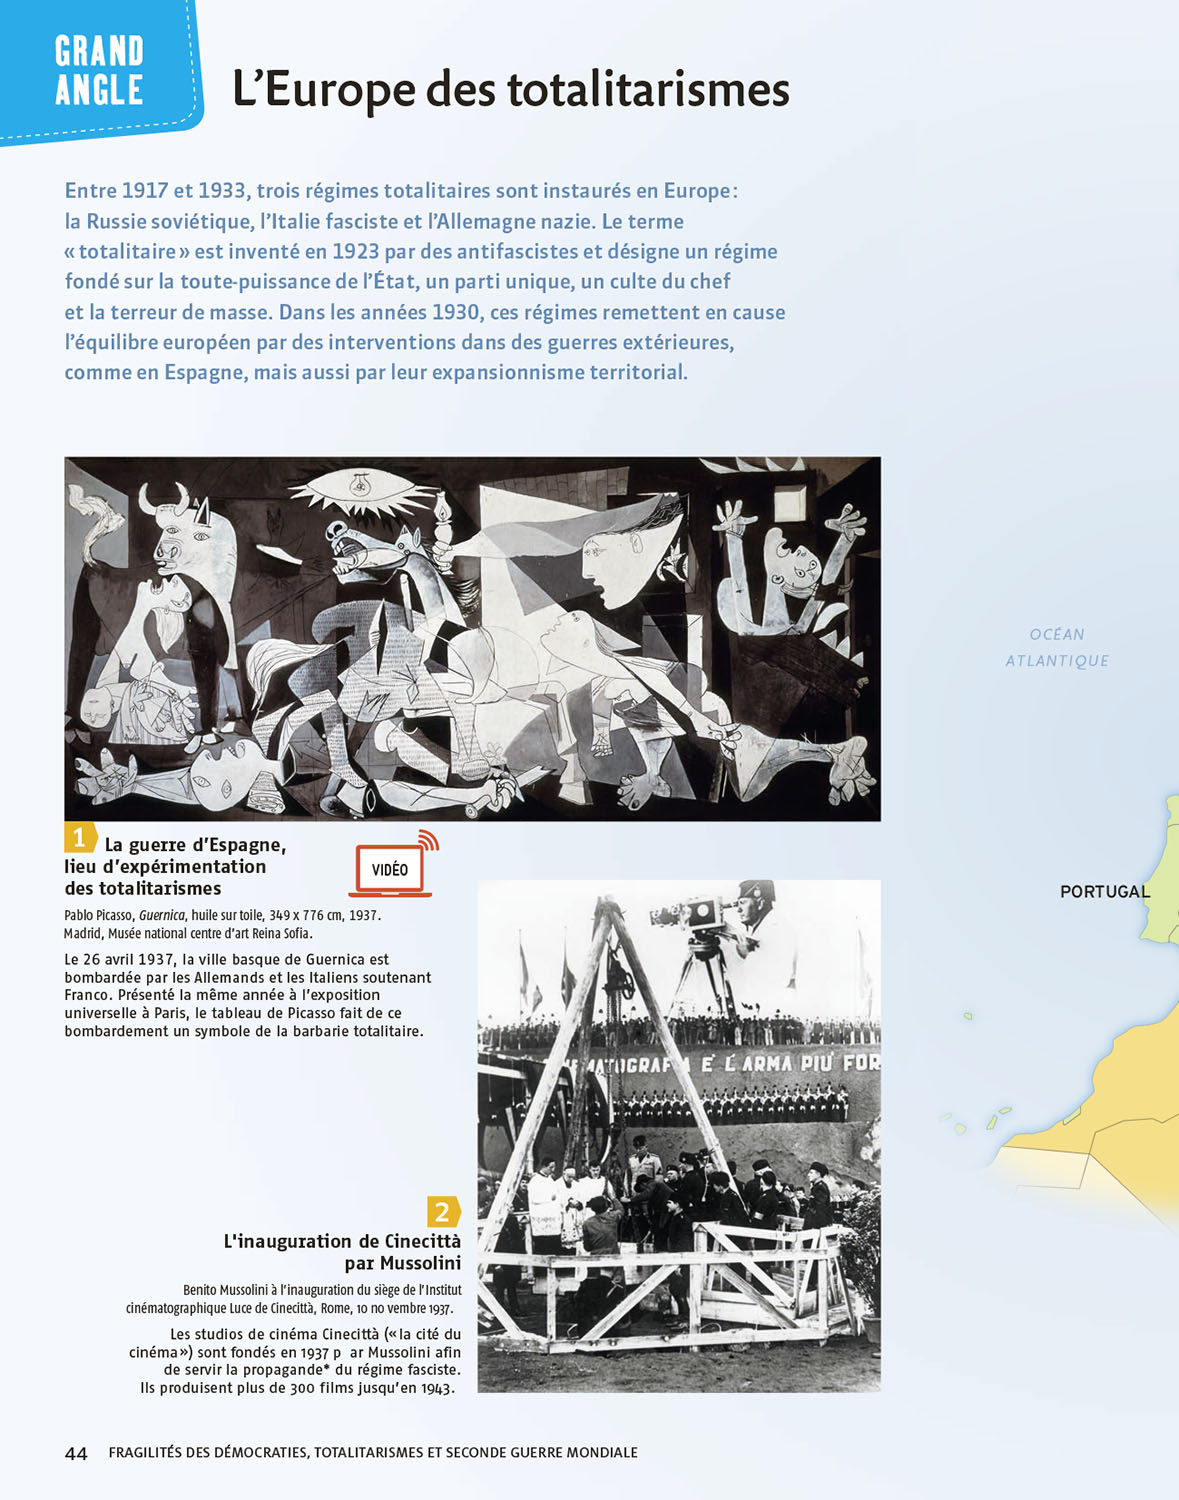 GRAND
ANGLE
L'Europe des totalitarismes
Entre 1917 et 1933, trois régimes totalitaires sont instaurés en Europe :
la Russie soviétique, l'Italie fasciste et l'Allemagne nazie. Le terme
« totalitaire » est inventé en 1923 par des antifascistes et désigne un régime
fondé sur la toute-puissance de l'État, un parti unique, un culte du chef
et la terreur de masse. Dans les années 1930, ces régimes remettent en cause
l'équilibre européen par des interventions dans des guerres extérieures,
comme en Espagne, mais aussi par leur expansionnisme territorial.
OCÉAN
ATLANTIQUE
PORTUGAL
1 La guerre d'Espagne,
lieu d'expérimentation
des totalitarismes
VIDÉO
Pablo Picasso, Guernica, huile sur toile, 349 x 776 cm, 1937.
Madrid, Musée national centre d'art Reina Sofia.
Le 26 avril 1937, la ville basque de Guernica est
bombardée par les Allemands et les Italiens soutenant
Franco. Présenté la même année à l'exposition
universelle à Paris, le tableau de Picasso fait de ce
bombardement un symbole de la barbarie totalitaire.
MATOGRAFIA È L'ARMA PIÙ FOR
2
L'inauguration de Cinecittà
par Mussolini
Benito Mussolini à l'inauguration du siège de l'Institut
cinématographique Luce de Cinecittà, Rome, 10 no vembre 1937.
Les studios de cinéma Cinecittà (« la cité du
cinéma ») sont fondés en 1937 p ar Mussolini afin
de servir la propagande* du régime fasciste.
Ils produisent plus de 300 films jusqu'en 1943.
44 FRAGILITÉS DES DÉMOCRATIES, TOTALITARISMES ET SECONDE GUERRE MONDIALE